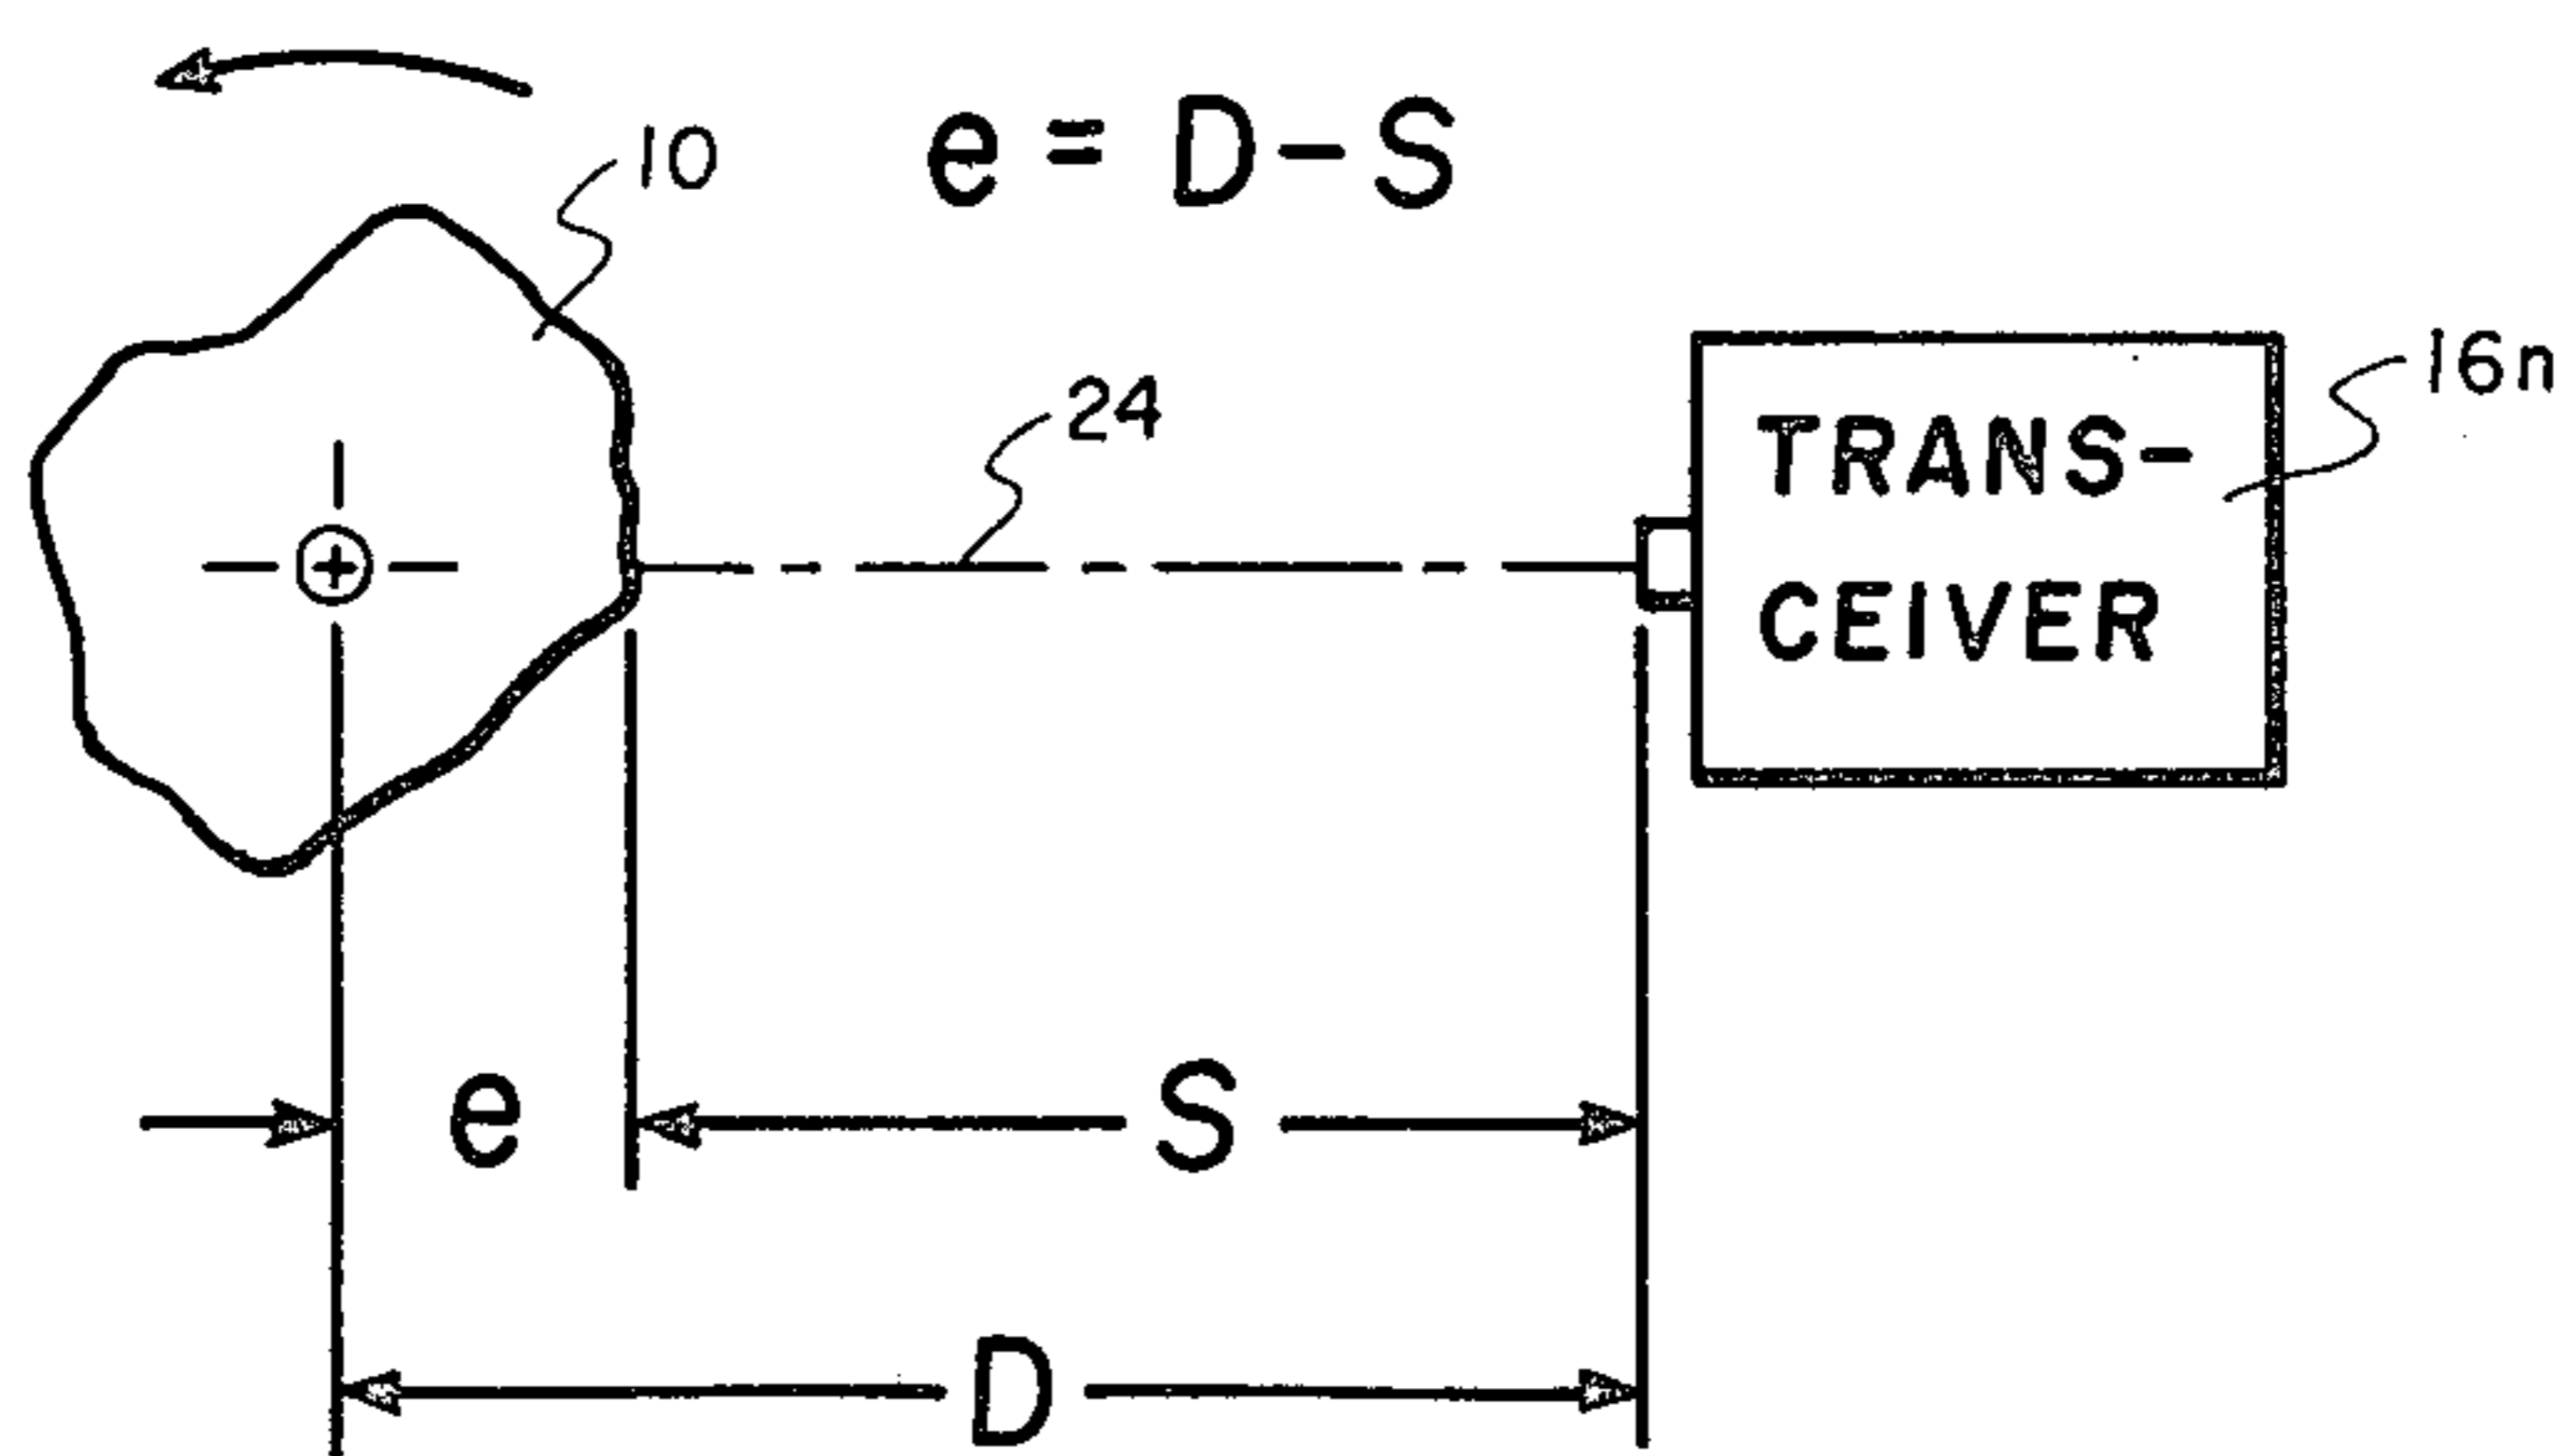 10
e = D - S
24
16n
TRANS-
CEIVER
e
S
D